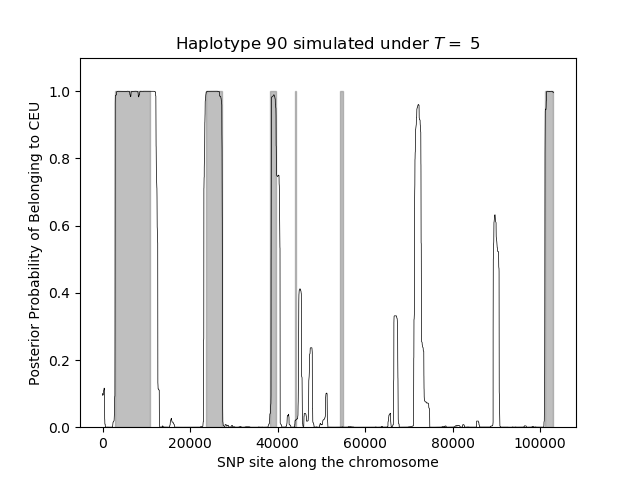 Haplotype 90 simulated under T = 5
Posterior Probability of Belonging to CEU
1.0
0.8
0.6
0.4
0.2
0.0
0 20000 40000 60000 80000 100000
SNP site along the chromosome